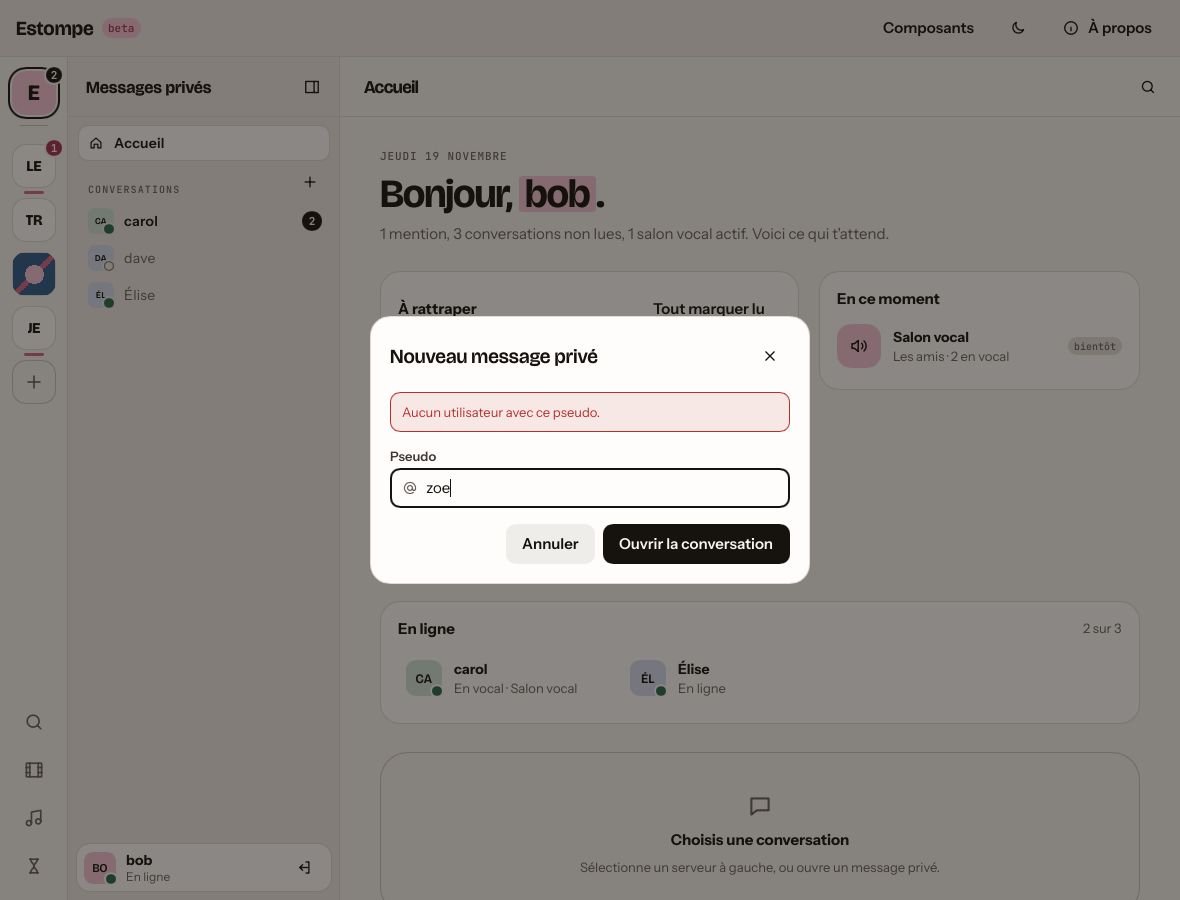 Estompe beta
Composants
À propos
E 2
Messages privés
Accueil
LE 1
TR
JE
Accueil
CONVERSATIONS
CA carol 2
DA dave
ÉL Élise
JEUDI 19 NOVEMBRE
Bonjour, bob.
1 mention, 3 conversations non lues, 1 salon vocal actif. Voici ce qui t'attend.
À rattraper
Tout marquer lu
En ce moment
Salon vocal
Les amis · 2 en vocal
bientôt
Nouveau message privé
Aucun utilisateur avec ce pseudo.
Pseudo
@ zoe
Annuler
Ouvrir la conversation
En ligne
2 sur 3
CA carol
En vocal · Salon vocal
ÉL Élise
En ligne
Choisis une conversation
Sélectionne un serveur à gauche, ou ouvre un message privé.
BO bob
En ligne